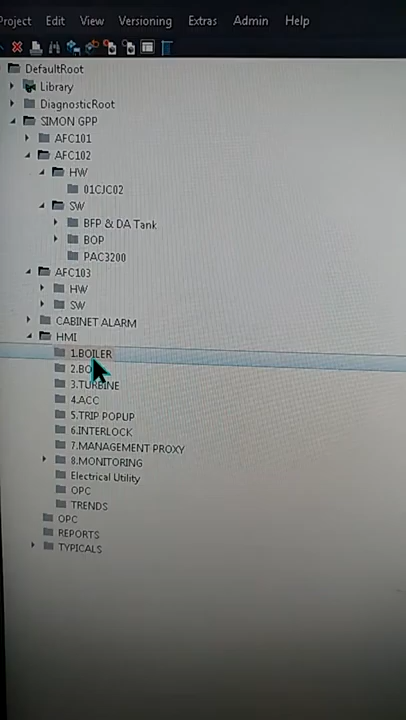 Project Edit View Versioning Extras Admin Help
DefaultRoot
Library
DiagnosticRoot
SIMON GPP
AFC101
AFC102
HW
01CJC02
SW
BFP & DA Tank
BOP
PAC3200
AFC103
HW
SW
CABINET ALARM
HMI
1.BOILER
2.BO
3.TURBINE
4.ACC
5.TRIP POPUP
6.INTERLOCK
7.MANAGEMENT PROXY
8.MONITORING
Electrical Utility
OPC
TRENDS
OPC
REPORTS
TYPICALS